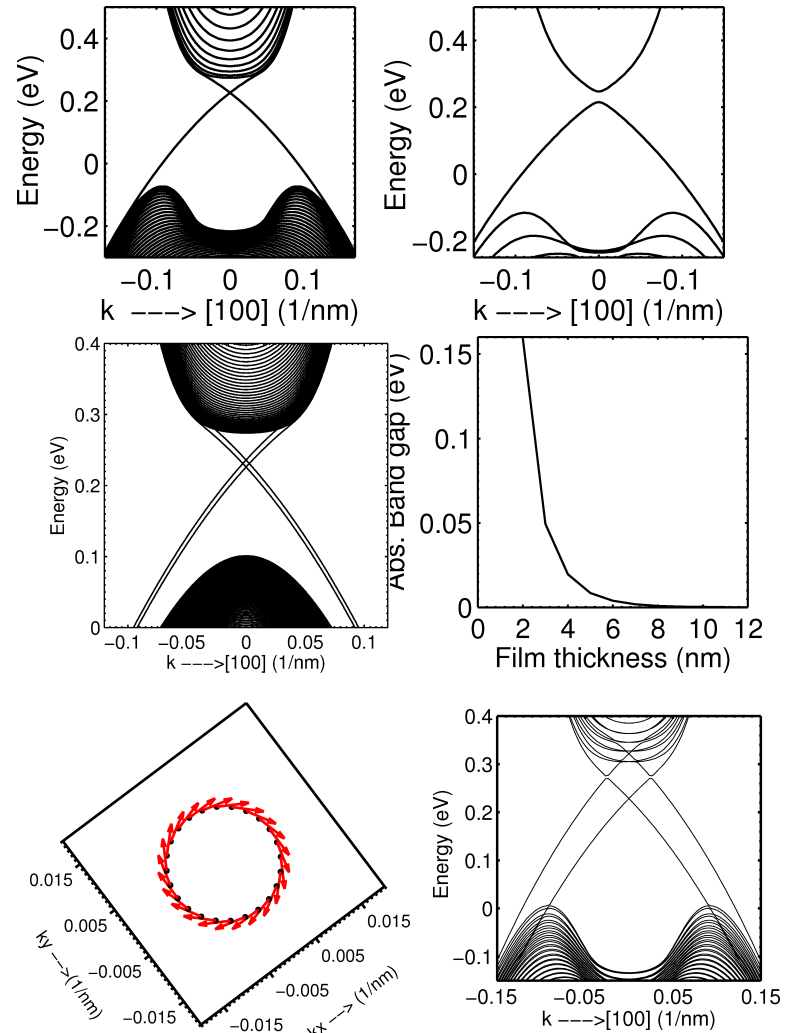 0.4
0.2
0
−0.2
Energy (eV)
−0.1 0 0.1
k −−−> [100] (1/nm)
0.4
0.2
0
−0.2
Energy (eV)
−0.1 0 −0.1
k −−−> [100] (1/nm)
0.4
0.3
0.2
0.1
0
Energy (eV)
−0.1 −0.05 0 0.05 0.1
k −−−>[100] (1/nm)
0.15
0.1
0.05
0
Abs. Band gap (eV)
0 2 4 6 8 10 12
Film thickness (nm)
0.015
0.005
−0.005
−0.015
ky −−>(1/nm)
0.015
0.005
−0.005
−0.015
kx −−> (1/nm)
0.4
0.3
0.2
0.1
0
−0.1
Energy (eV)
−0.15 −0.05 0 0.05 0.15
k −−−>[100] (1/nm)